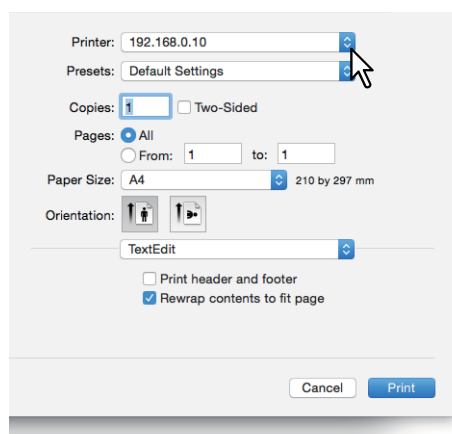 Printer: 192.168.0.10
Presets: Default Settings
Copies: 1 Two-Sided
Pages: All
From: 1 to: 1
Paper Size: A4 210 by 297 mm
Orientation:
TextEdit
Print header and footer
Rewrap contents to fit page
Cancel Print